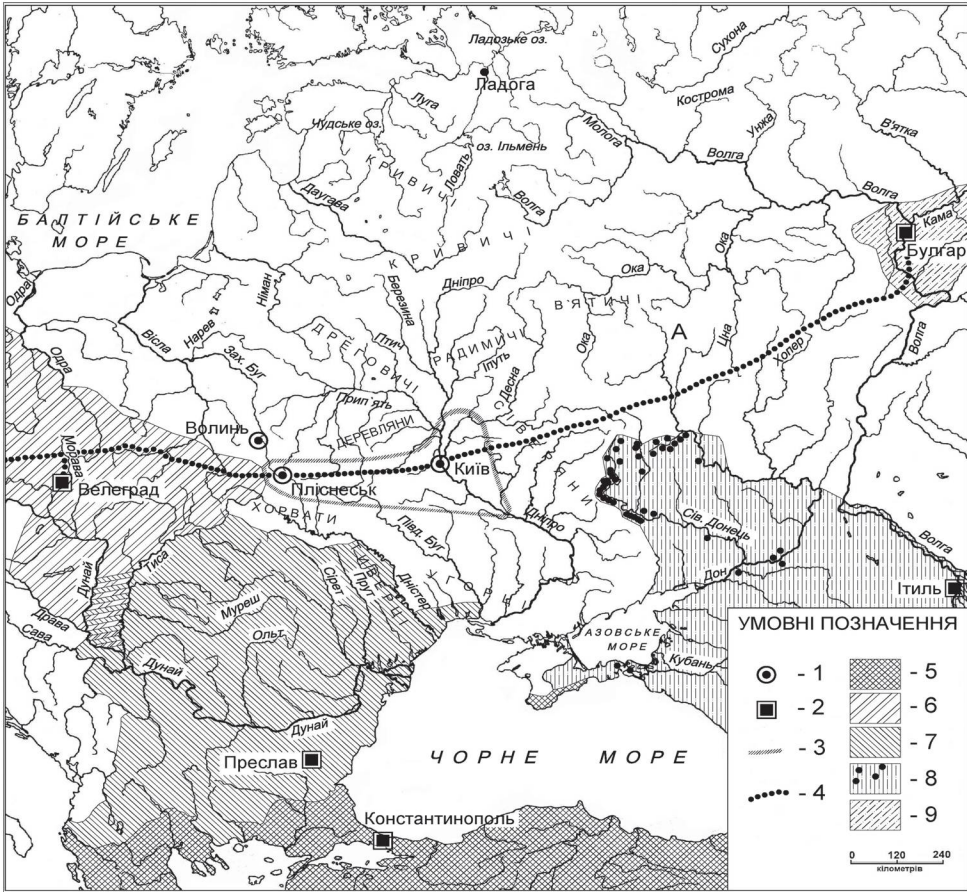 Ладозьке оз.
Ладога
Сухона
Луга
Чудське оз.
оз. Ільмень
Молога
Кострома
Унжа
В'ятка
КРИВИЧІ
Ловать
Волга
Волга
Волга
Кама
Булгар
БАЛТІЙСЬКЕ
МОРЕ
Даугава
КРИВИЧІ
Одра
Німан
Березина
Дніпро
Ока
Ока
В'ЯТИЧІ
А
Цна
Хопер
Волга
Вісла
Нарев
ДРЕГОВИЧІ
Птич
РАДИМИЧІ
Іпуть
Ока
Десна
Одра
Зах. Буг
Прип'ять
Волинь
ДЕРЕВЛЯНИ
Київ
Морава
Велеград
Пліснеськ
ХОРВАТИ
Півд. Буг
Дніпро
Сів. Донець
Волга
Ітиль
Дон
Тиса
Дунай
Сірет
Прут
Дністер
Муреш
Ольт
Драва
Сава
Дунай
АЗОВСЬКЕ
МОРЕ
Кубань
Дунай
Преслав
ЧОРНЕ МОРЕ
Константинополь
УМОВНІ ПОЗНАЧЕННЯ
- 1
- 2
- 3
- 4
- 5
- 6
- 7
- 8
- 9
0 120 240
кілометрів